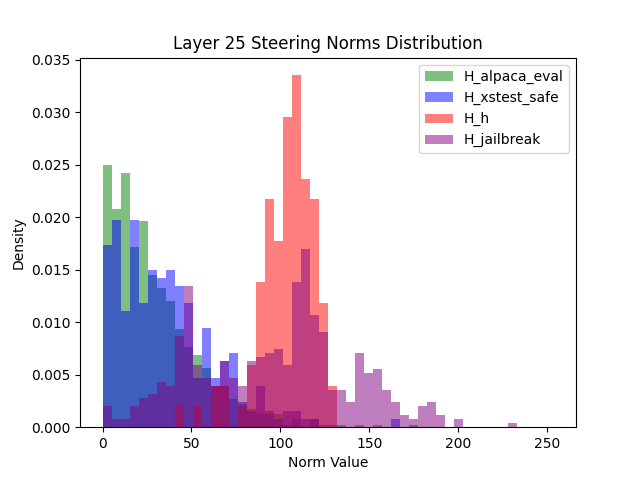 Layer 25 Steering Norms Distribution
0.035
0.030
0.025
0.020
0.015
0.010
0.005
0.000
Density
H_alpaca_eval
H_xstest_safe
H_h
H_jailbreak
0
50
100
150
200
250
Norm Value